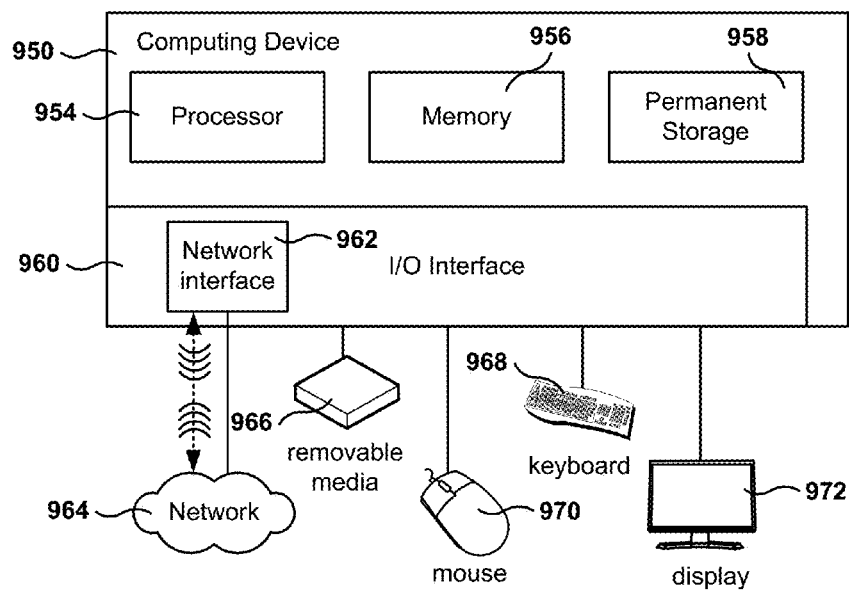 950
Computing Device
956
958
954
Processor
Memory
Permanent
Storage
960
Network
interface
962
I/O Interface
966
removable
media
968
keyboard
964
Network
970
mouse
972
display